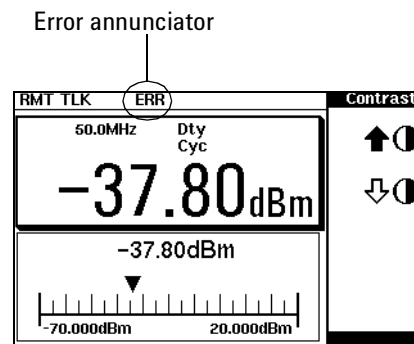 Error annunciator
RMT TLK ERR Contrast
50.0MHz Dty
Cyc
-37.80dBm
-37.80dBm
-70.000dBm 20.000dBm